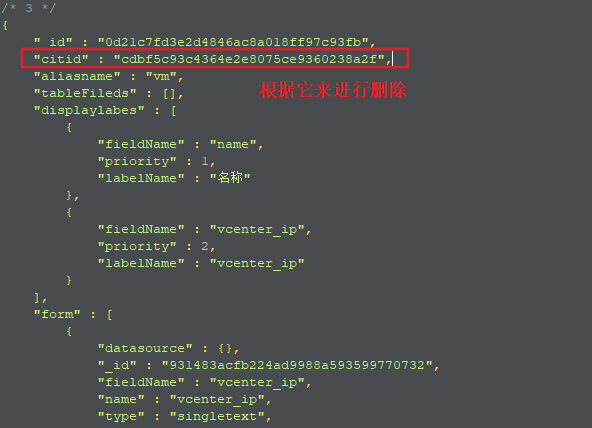 /* 3 */
{
"_id" : "0d21c7fd3e2d4846ac8a018ff97c93fb",
"citid" : "cdbf5c93c4364e2e8075ce9360238a2f",
"aliasname" : "vm",
"tableFileds" : [],
根据它来进行删除
"displaylabes" : [
{
"fieldName" : "name",
"priority" : 1,
"labelName" : "名称"
},
{
"fieldName" : "vcenter_ip",
"priority" : 2,
"labelName" : "vcenter_ip"
}
],
"form" : [
{
"datasource" : {},
"_id" : "931483acfb224ad9988a593599770732",
"fieldName" : "vcenter_ip",
"name" : "vcenter_ip",
"type" : "singletext",